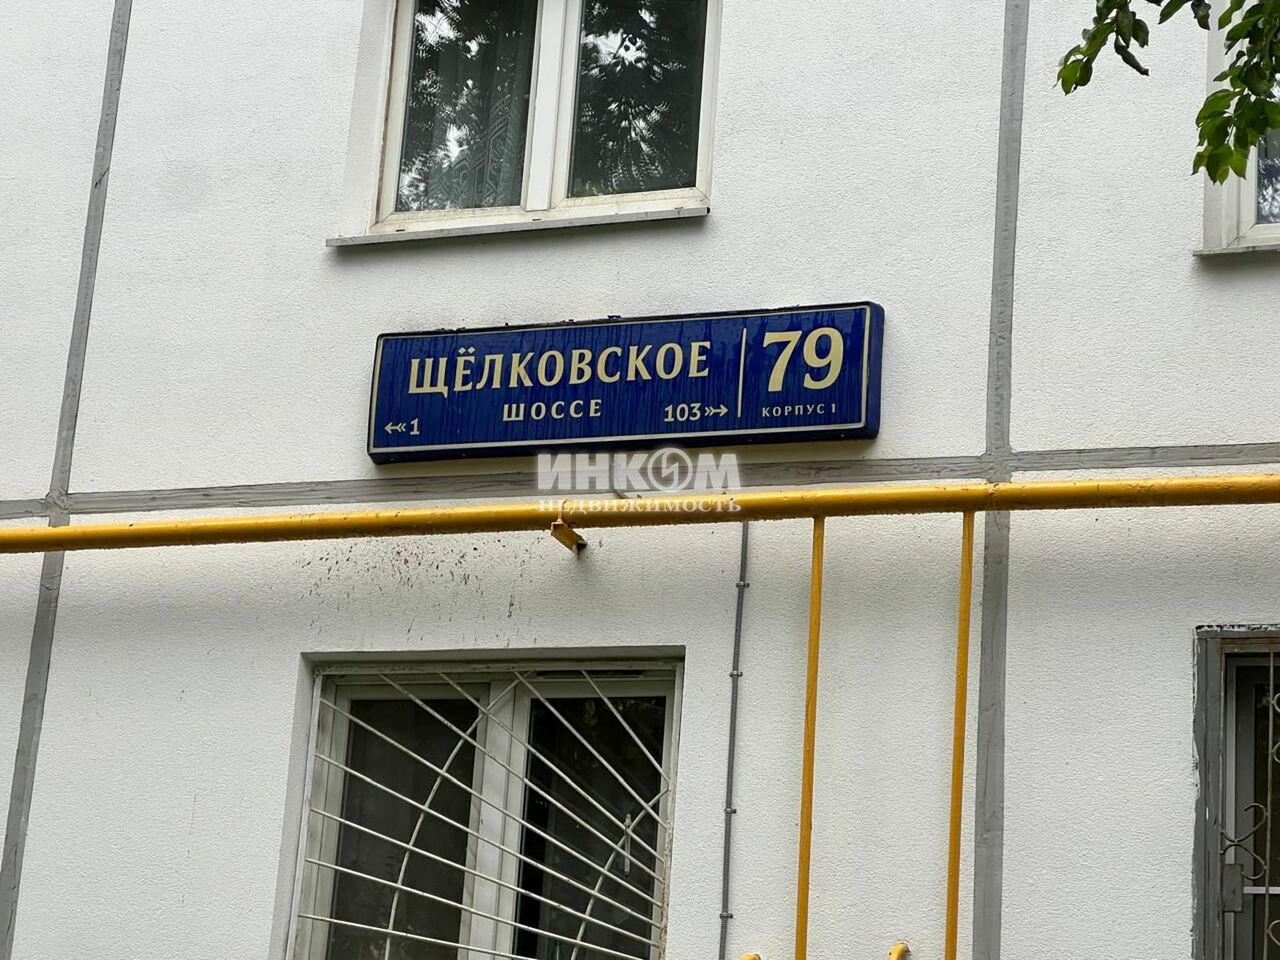 ЩЁЛКОВСКОЕ
ШОССЕ
1
103
79
КОРПУС 1
ИНКОМ
НЕДВИЖИМОСТЬ